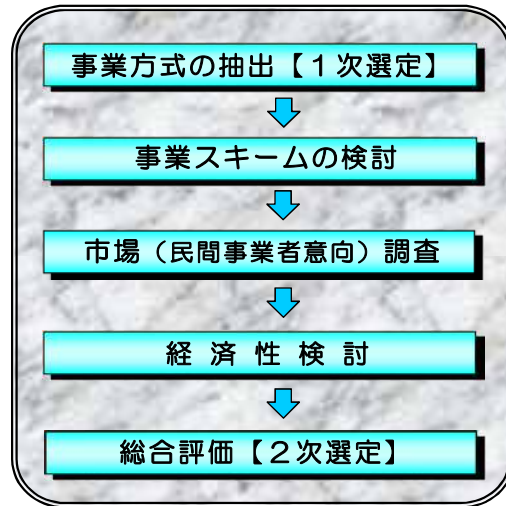 事業方式の抽出【１次選定】
事業スキームの検討
市場（民間事業者意向）調査
経 済 性 検 討
総合評価【２次選定】